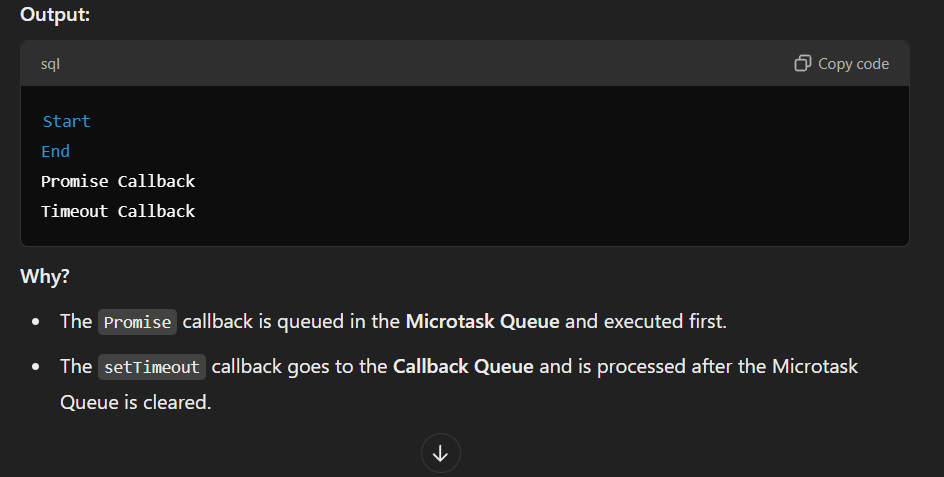 Output:
sql
Copy code
Start
End
Promise Callback
Timeout Callback
Why?
The Promise callback is queued in the Microtask Queue and executed first.
The setTimeout callback goes to the Callback Queue and is processed after the Microtask
Queue is cleared.